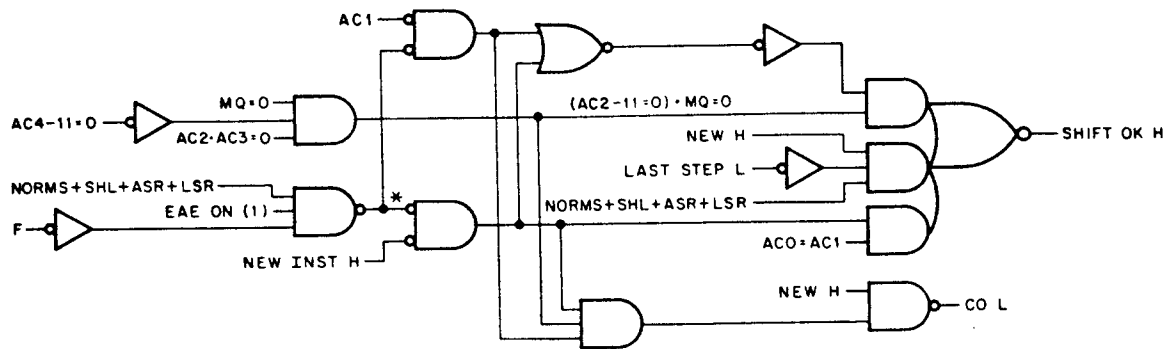 AC1
MQ=0
AC4-11=0
AC2·AC3=0
(AC2-11=0)·MQ=0
NEW H
SHIFT OK H
LAST STEP L
NORMS+SHL+ASR+LSR
*
EAE ON (1)
NORMS+SHL+ASR+LSR
F
AC0=AC1
NEW INST H
NEW H
CO L